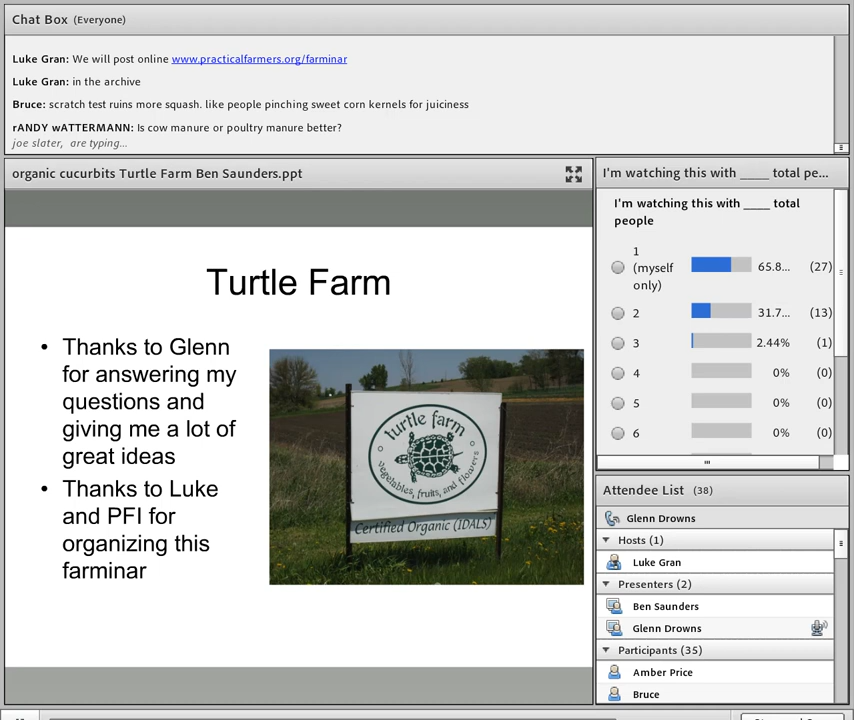 Chat Box (Everyone)
Luke Gran: We will post online www.practicalfarmers.org/farminar
Luke Gran: in the archive
Bruce: scratch test ruins more squash. like people pinching sweet corn kernels for juiciness
rANDY wATTERMANN: Is cow manure or poultry manure better?
joe slater,  are typing...
organic cucurbits Turtle Farm Ben Saunders.ppt
Turtle Farm
• Thanks to Glenn
for answering my
questions and
giving me a lot of
great ideas
• Thanks to Luke
and PFI for
organizing this
farminar
turtle farm
vegetables, fruits, and flowers
Certified Organic (IDALS)
I'm watching this with ____ total pe...
I'm watching this with ____ total
people
1
(myself
only)
65.8... (27)
2 31.7... (13)
3 2.44% (1)
4 0% (0)
5 0% (0)
6 0% (0)
Attendee List (38)
Glenn Drowns
Hosts (1)
Luke Gran
Presenters (2)
Ben Saunders
Glenn Drowns
Participants (35)
Amber Price
Bruce